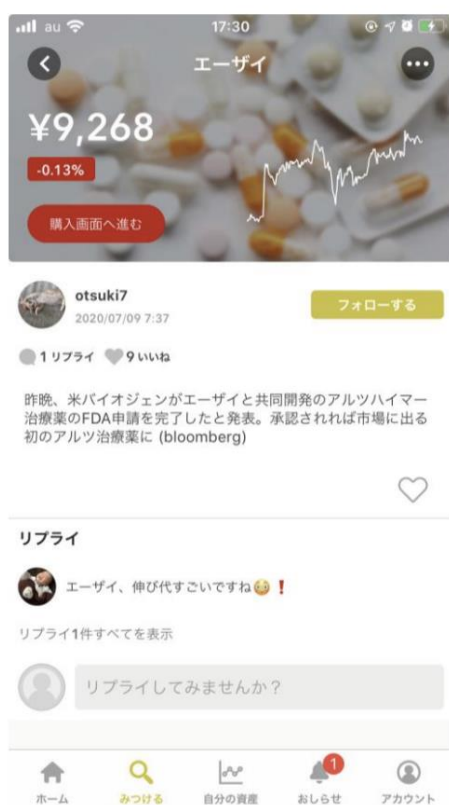 au 17:30
エーザイ
¥9,268
-0.13%
購入画面へ進む
otsuki7
フォローする
2020/07/09 7:37
1 リプライ 9 いいね
昨晩、米バイオジェンがエーザイと共同開発のアルツハイマー
治療薬のFDA申請を完了したと発表。承認されれば市場に出る
初のアルツ治療薬に (bloomberg)
リプライ
エーザイ、伸び代すごいですね😳❗
リプライ1件すべてを表示
リプライしてみませんか？
1
ホーム みつける 自分の資産 おしらせ アカウント